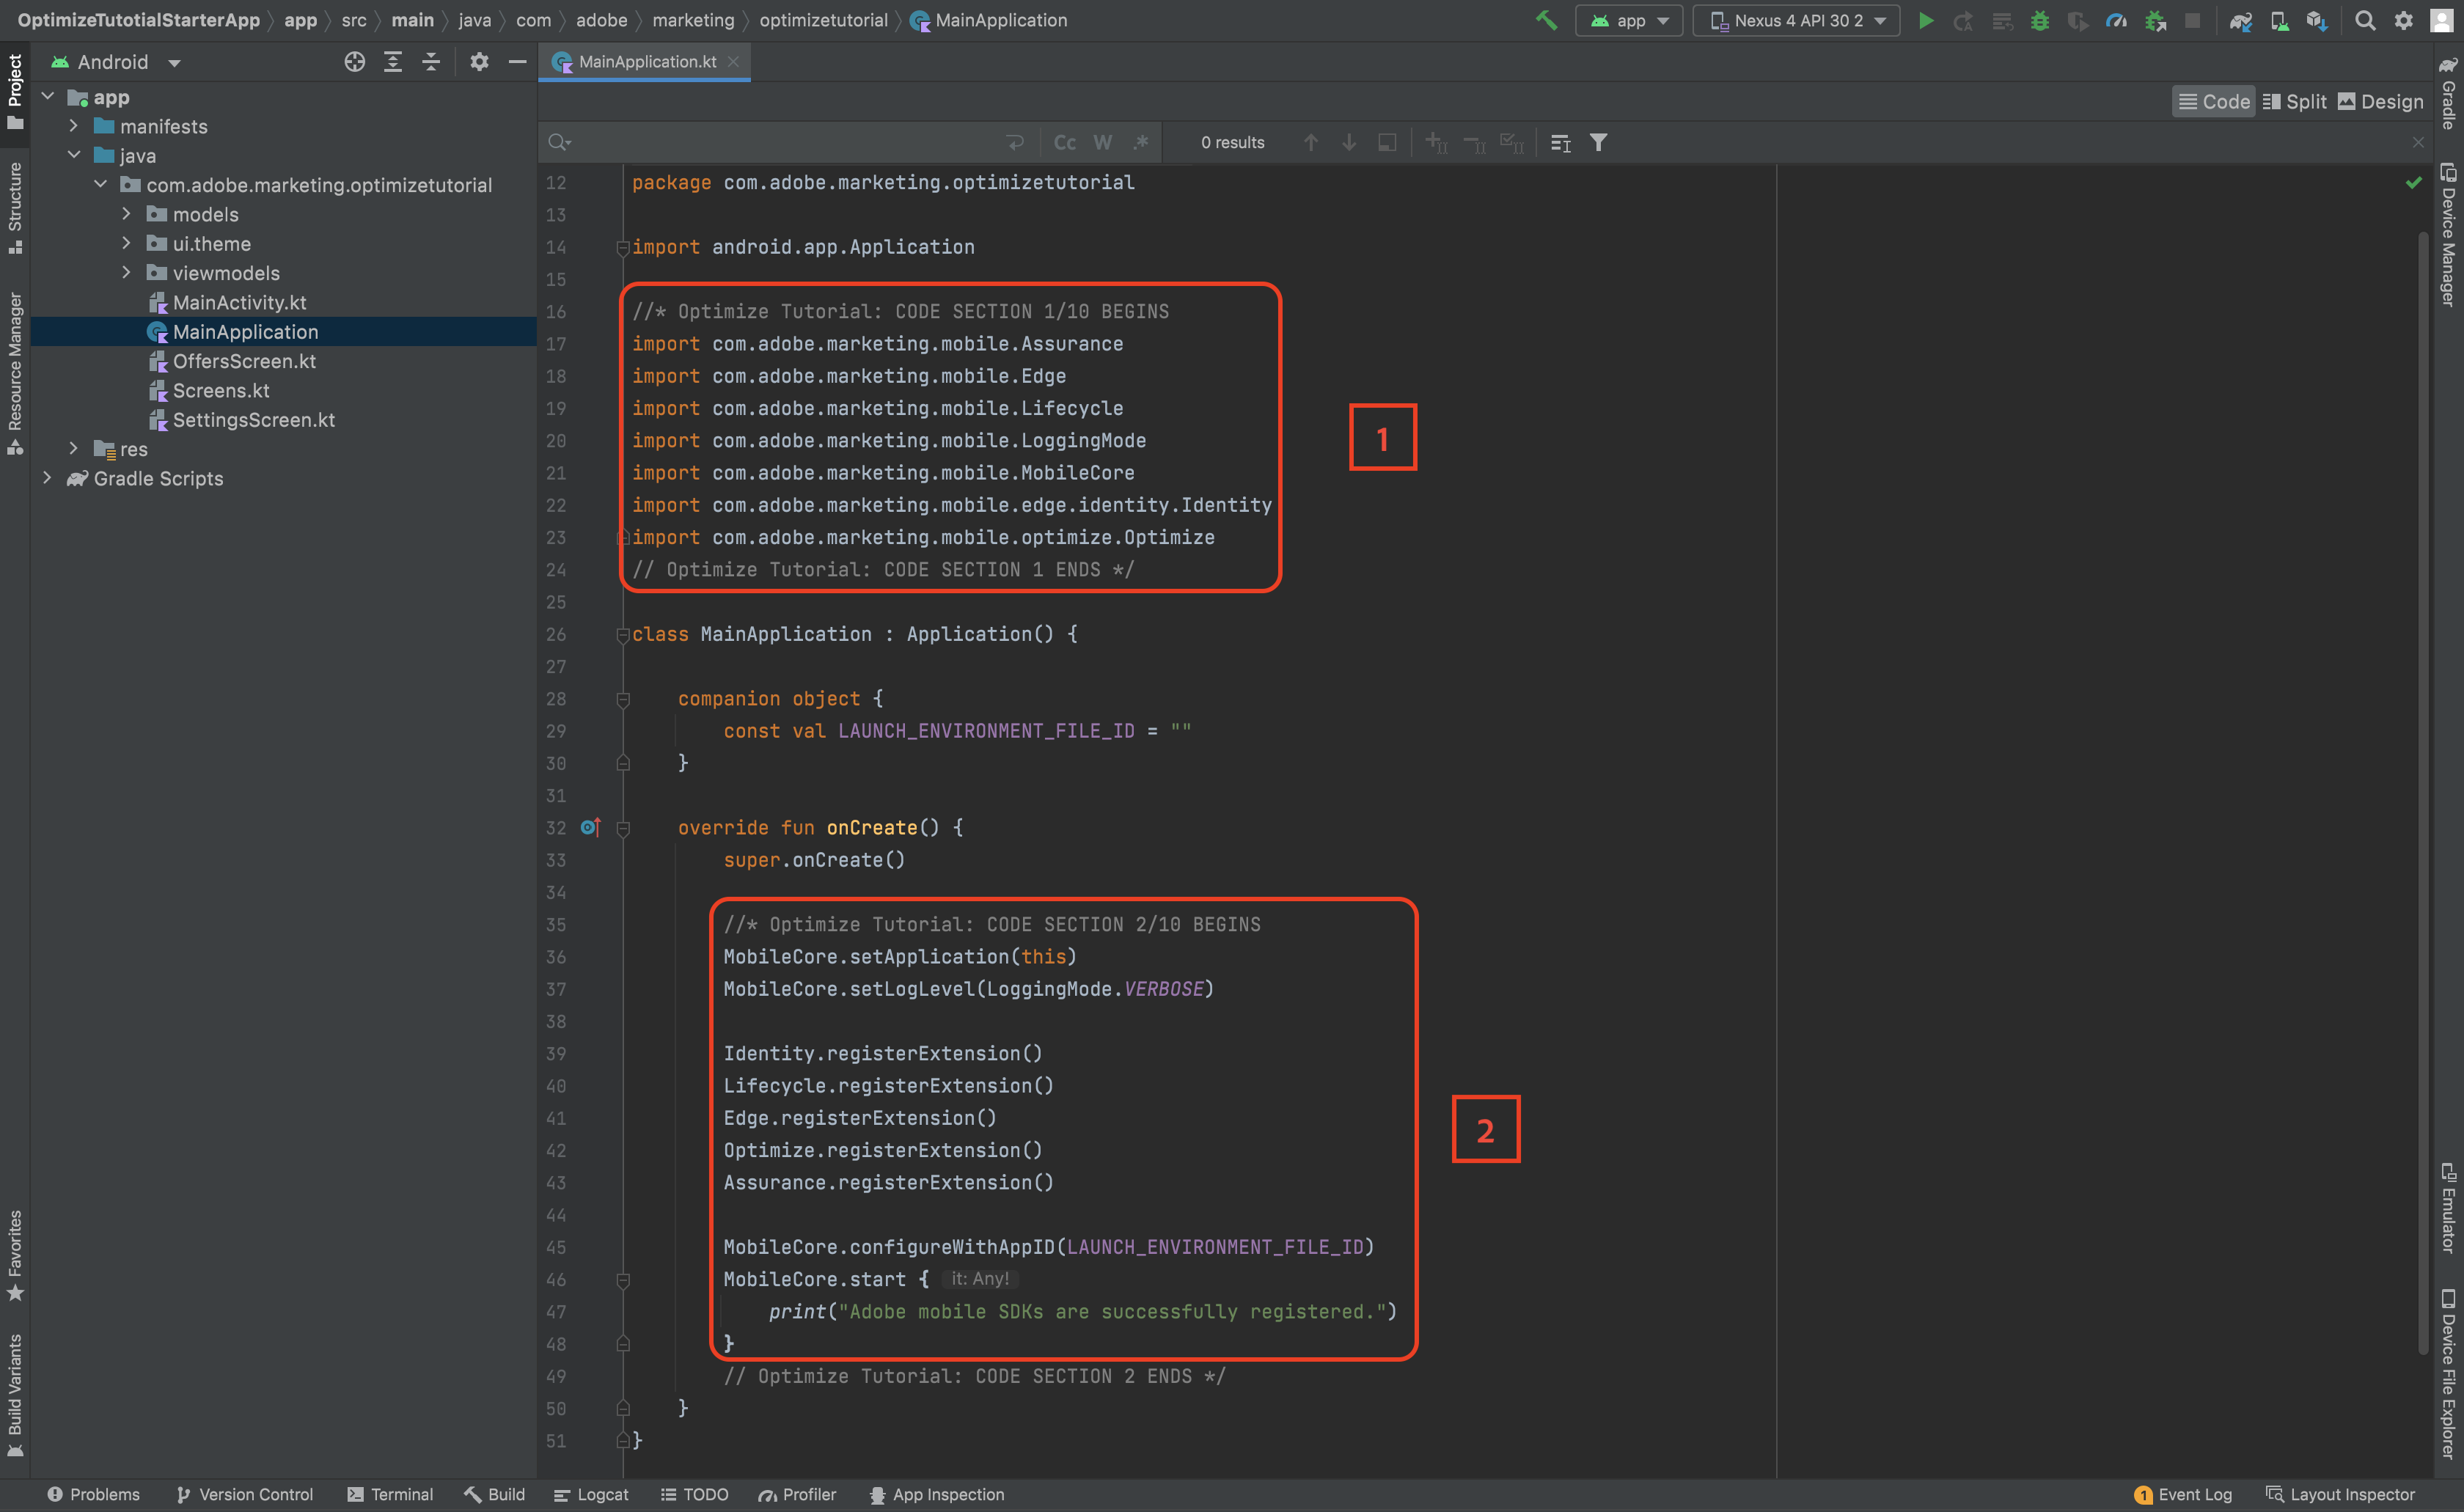 OptimizeTutotialStarterApp 〉 app 〉 src 〉 main 〉 java 〉 com 〉 adobe 〉 marketing 〉 optimizetutorial 〉 MainApplication
app
Nexus 4 API 30 2
Android
MainApplication.kt
Code
Split
Design
Cc
W
.*
0 results
Project
Structure
Resource Manager
Favorites
Build Variants
app
manifests
java
com.adobe.marketing.optimizetutorial
models
ui.theme
viewmodels
MainActivity.kt
MainApplication
OffersScreen.kt
Screens.kt
SettingsScreen.kt
res
Gradle Scripts
12 package com.adobe.marketing.optimizetutorial
13
14 import android.app.Application
15
16 //* Optimize Tutorial: CODE SECTION 1/10 BEGINS
17 import com.adobe.marketing.mobile.Assurance
18 import com.adobe.marketing.mobile.Edge
19 import com.adobe.marketing.mobile.Lifecycle
20 import com.adobe.marketing.mobile.LoggingMode
21 import com.adobe.marketing.mobile.MobileCore
22 import com.adobe.marketing.mobile.edge.identity.Identity
23 import com.adobe.marketing.mobile.optimize.Optimize
24 // Optimize Tutorial: CODE SECTION 1 ENDS */
1
25
26 class MainApplication : Application() {
27
28 companion object {
29 const val LAUNCH_ENVIRONMENT_FILE_ID = ""
30 }
31
32 override fun onCreate() {
33 super.onCreate()
34
35 //* Optimize Tutorial: CODE SECTION 2/10 BEGINS
36 MobileCore.setApplication(this)
37 MobileCore.setLogLevel(LoggingMode.VERBOSE)
38
39 Identity.registerExtension()
40 Lifecycle.registerExtension()
41 Edge.registerExtension()
42 Optimize.registerExtension()
43 Assurance.registerExtension()
44
45 MobileCore.configureWithAppID(LAUNCH_ENVIRONMENT_FILE_ID)
46 MobileCore.start { it: Any!
47 print("Adobe mobile SDKs are successfully registered.")
48 }
2
49 // Optimize Tutorial: CODE SECTION 2 ENDS */
50 }
51 }
Gradle
Device Manager
Emulator
Device File Explorer
Problems
Version Control
Terminal
Build
Logcat
TODO
Profiler
App Inspection
1 Event Log
Layout Inspector